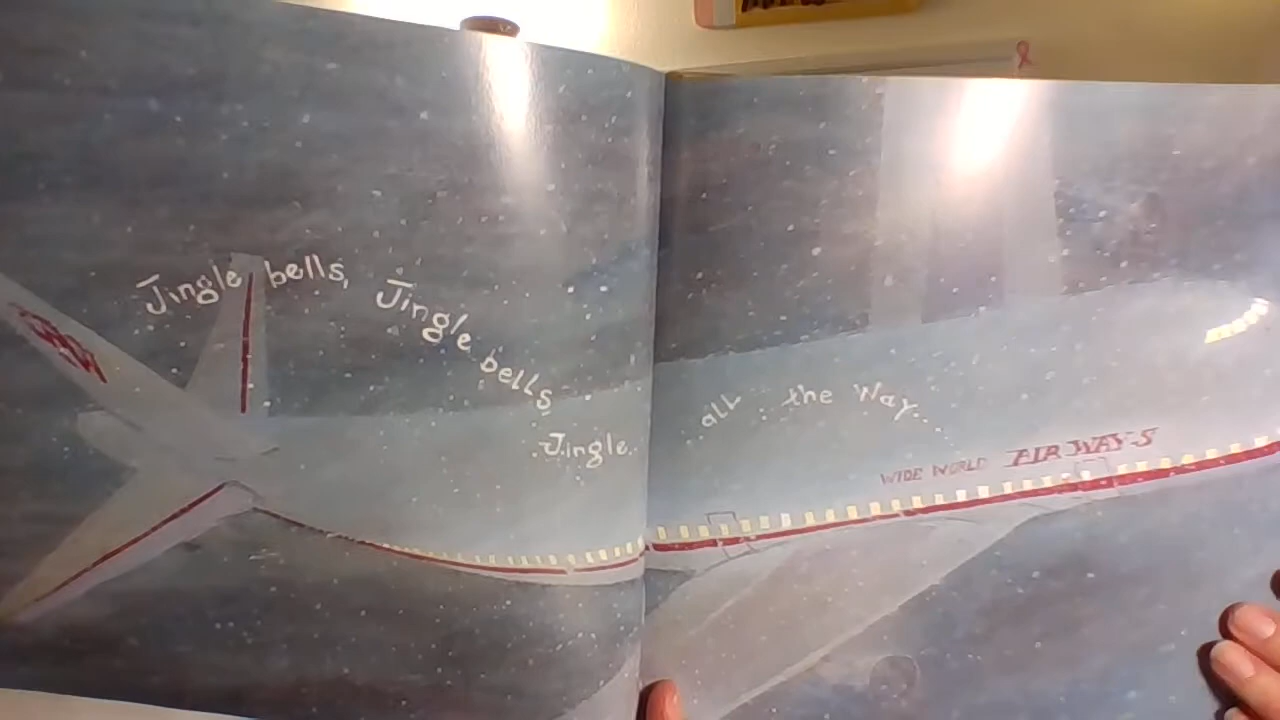 Jingle bells, Jingle bells,
Jingle all the Way...
WIDE WORLD AIRWAYS